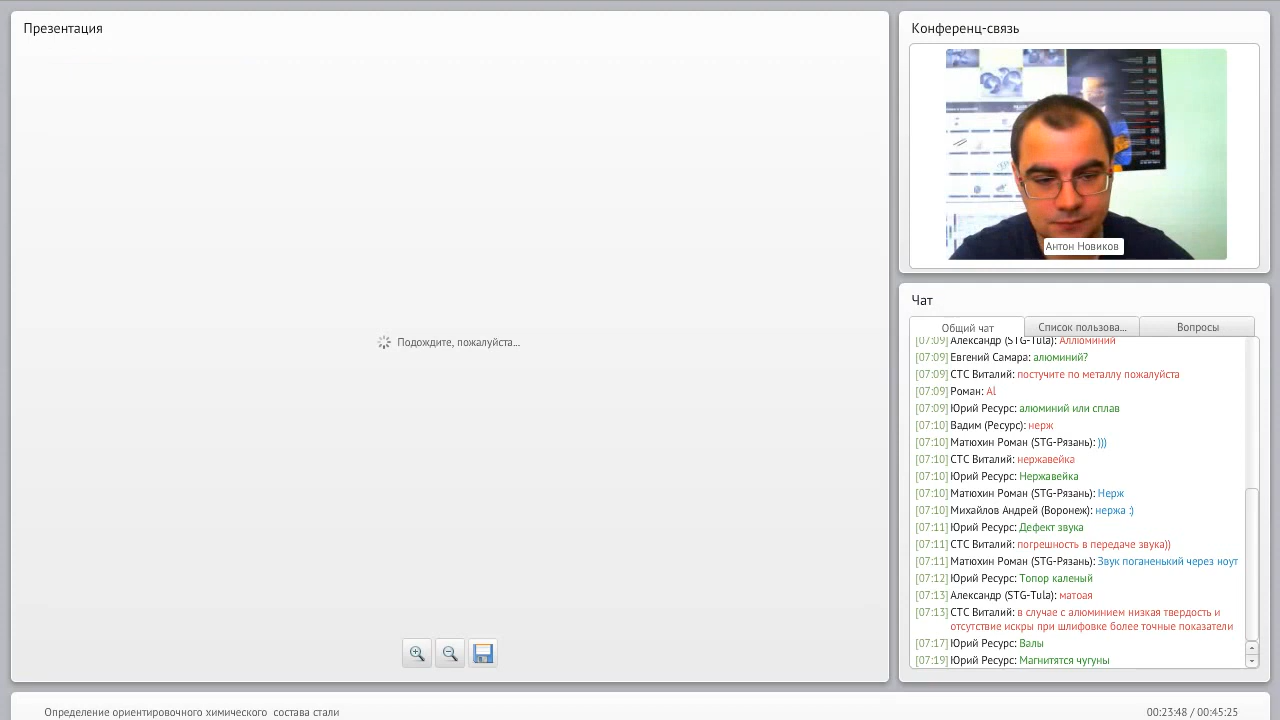 Презентация
Подождите, пожалуйста...
Конференц-связь
Антон Новиков
Чат
Общий чат
Список пользова...
Вопросы
[07:09] Александр (STG-Tula): Аллюминий
[07:09] Евгений Самара: алюминий?
[07:09] СТС Виталий: постучите по металлу пожалуйста
[07:09] Роман: Al
[07:09] Юрий Ресурс: алюминий или сплав
[07:10] Вадим (Ресурс): нерж
[07:10] Матюхин Роман (STG-Рязань): )))
[07:10] СТС Виталий: нержавейка
[07:10] Юрий Ресурс: Нержавейка
[07:10] Матюхин Роман (STG-Рязань): Нерж
[07:10] Михайлов Андрей (Воронеж): нержа :)
[07:11] Юрий Ресурс: Дефект звука
[07:11] СТС Виталий: погрешность в передаче звука))
[07:11] Матюхин Роман (STG-Рязань): Звук поганенький через ноут
[07:12] Юрий Ресурс: Топор каленый
[07:13] Александр (STG-Tula): матоая
[07:13] СТС Виталий: в случае с алюминием низкая твердость и
отсутствие искры при шлифовке более точные показатели
[07:17] Юрий Ресурс: Валы
[07:19] Юрий Ресурс: Магнитятся чугуны
Определение ориентировочного химического состава стали
00:23:48 / 00:45:25